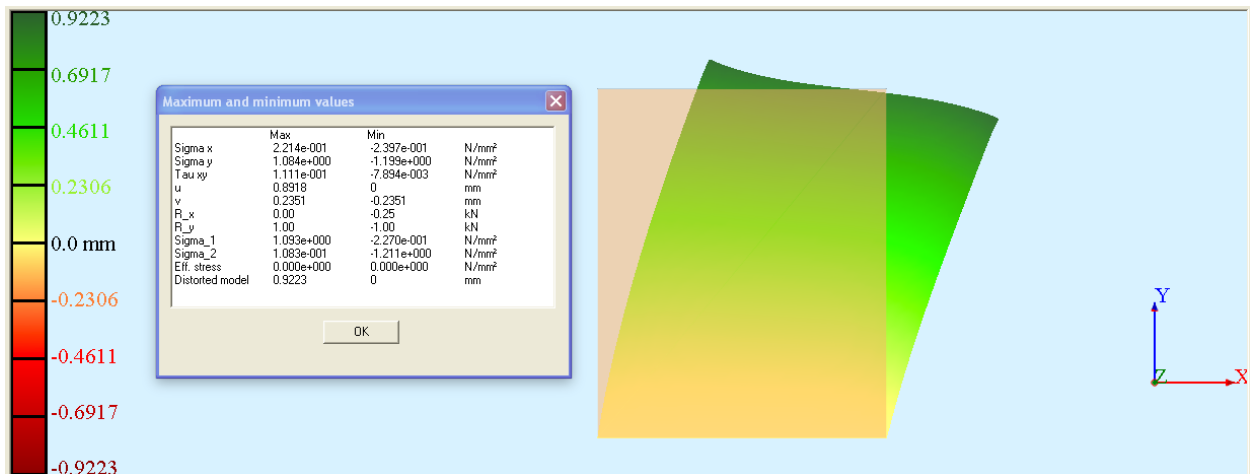 0.9223
0.6917
0.4611
0.2306
0.0 mm
-0.2306
-0.4611
-0.6917
-0.9223
Maximum and minimum values
Max Min
Sigma x 2.214e-001 -2.397e-001 N/mm²
Sigma y 1.084e+000 -1.199e+000 N/mm²
Tau xy 1.111e-001 -7.894e-003 N/mm²
u 0.8918 0 mm
v 0.2351 -0.2351 mm
R_x 0.00 -0.25 kN
R_y 1.00 -1.00 kN
Sigma_1 1.093e+000 -2.270e-001 N/mm²
Sigma_2 1.083e-001 -1.211e+000 N/mm²
Eff. stress 0.000e+000 0.000e+000 N/mm²
Distorted model 0.9223 0 mm
OK
Y
Z X